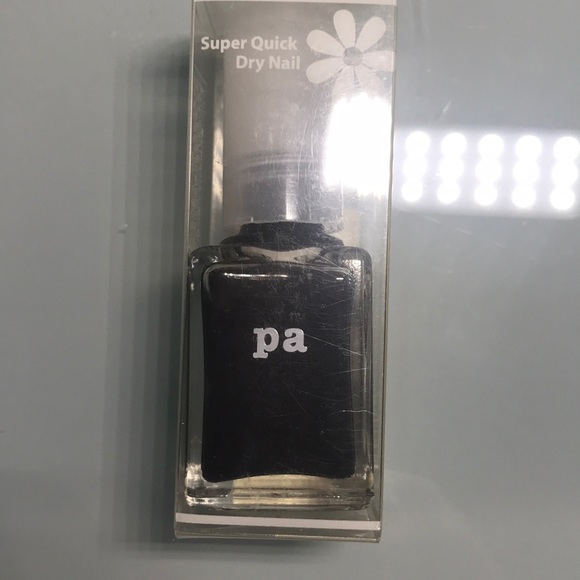 Super Quick
Dry Nail
pa